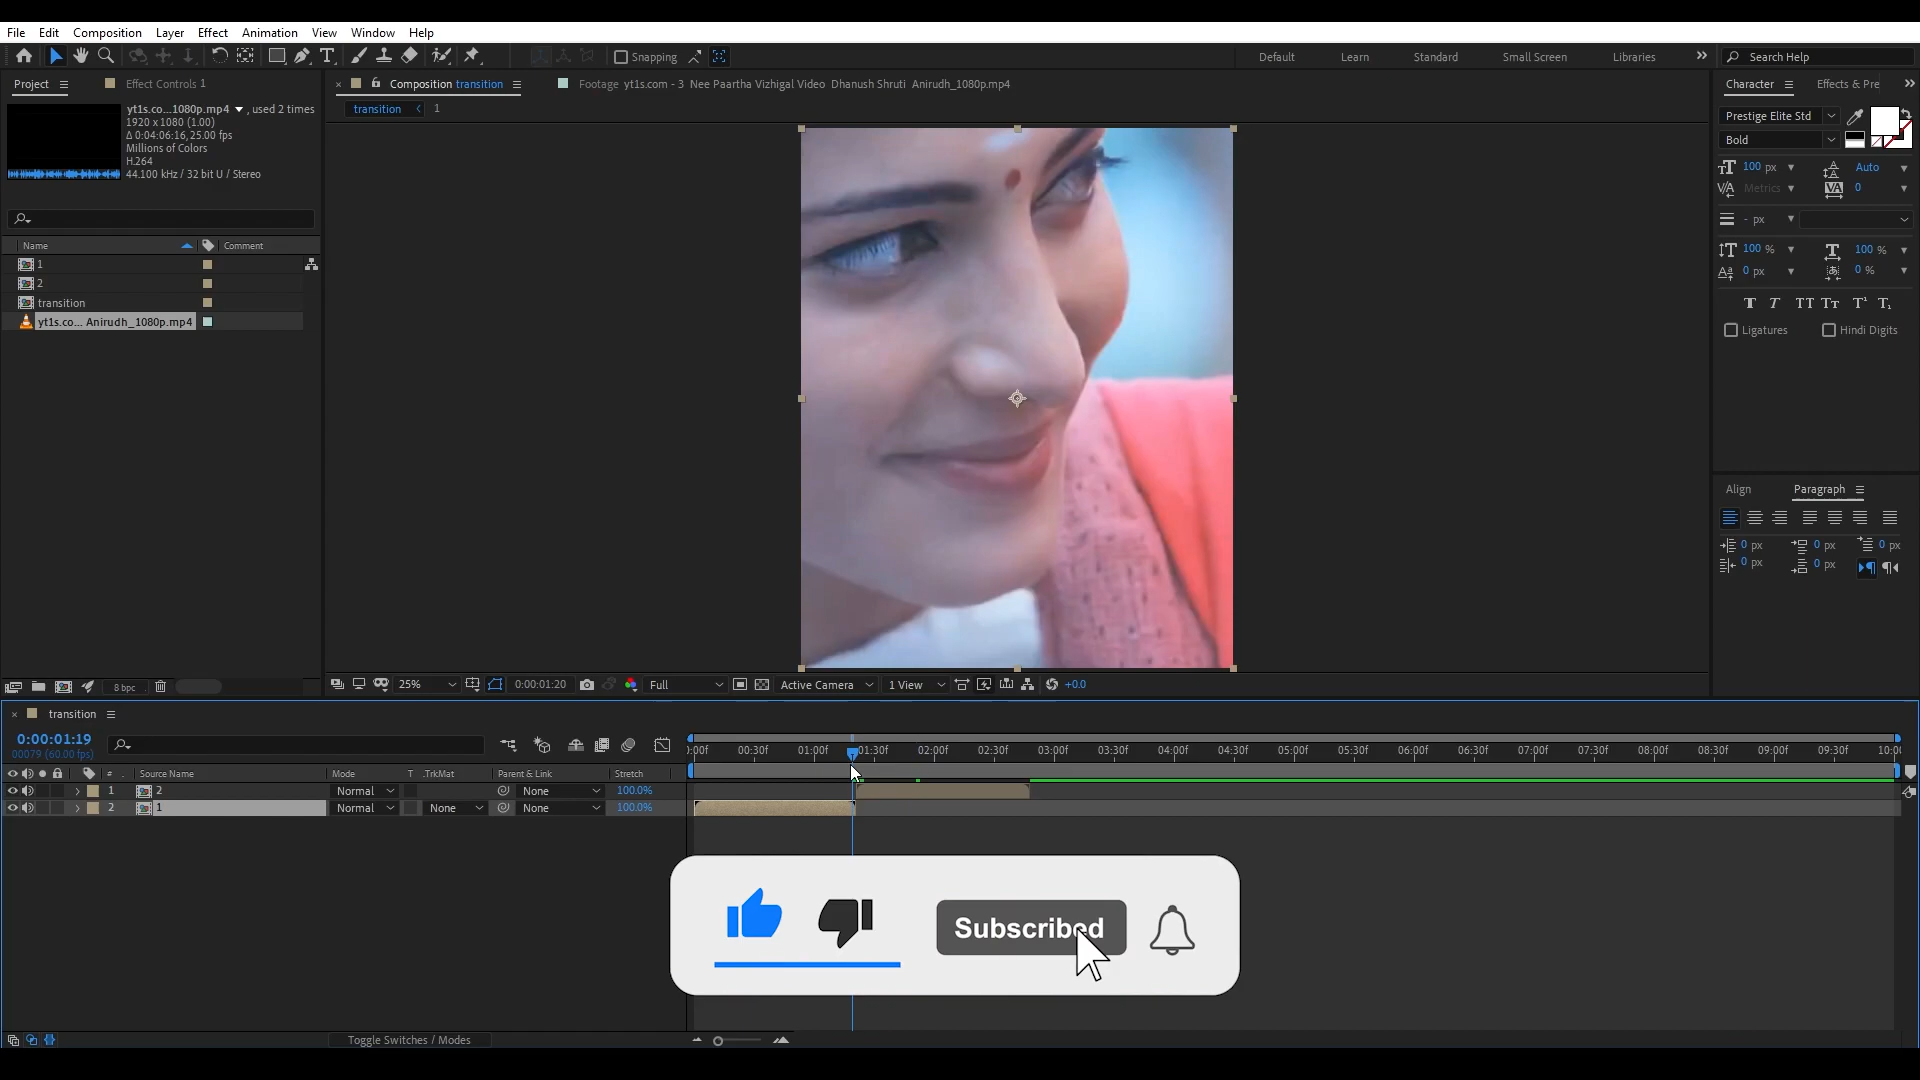 File Edit Composition Layer Effect Animation View Window Help
Snapping Default Learn Standard Small Screen Libraries Search Help
Project Effect Controls 1 Composition transition Footage yt1s.com - 3 Nee Paartha Vizhigal Video Dhanush Shruti Anirudh_1080p.mp4 Character Effects & Pre
transition 1
yt1s.co...1080p.mp4 , used 2 times
1920 x 1080 (1.00)
Δ 0:04:06:16, 25.00 fps
Millions of Colors
H.264
44.100 kHz / 32 bit U / Stereo
Name Comment
1
2
transition
yt1s.co... Anirudh_1080p.mp4
Prestige Elite Std
Bold
100 px Auto
Metrics 0
- px
100 % 100 %
0 px 0 %
Ligatures Hindi Digits
Align Paragraph
0 px 0 px 0 px
0 px 0 px
8 bpc
25% 0:00:01:20 Full Active Camera 1 View +0.0
transition
0:00:01:19
00079 (60.00 fps)
:00f 00:30f 01:00f 01:30f 02:00f 02:30f 03:00f 03:30f 04:00f 04:30f 05:00f 05:30f 06:00f 06:30f 07:00f 07:30f 08:00f 08:30f 09:00f 09:30f 10:00
# . Source Name Mode T .TrkMat Parent & Link Stretch
1 2 Normal None 100.0%
2 1 Normal None None 100.0%
Subscribed
Toggle Switches / Modes